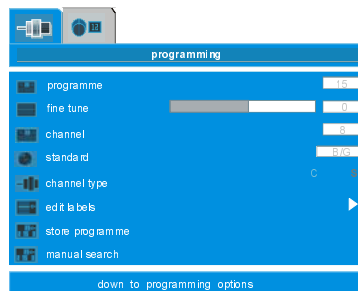 programming
programme 15
fine tune 0
channel 8
standard B/G
channel type C S
edit labels
store programme
manual search
down to programming options